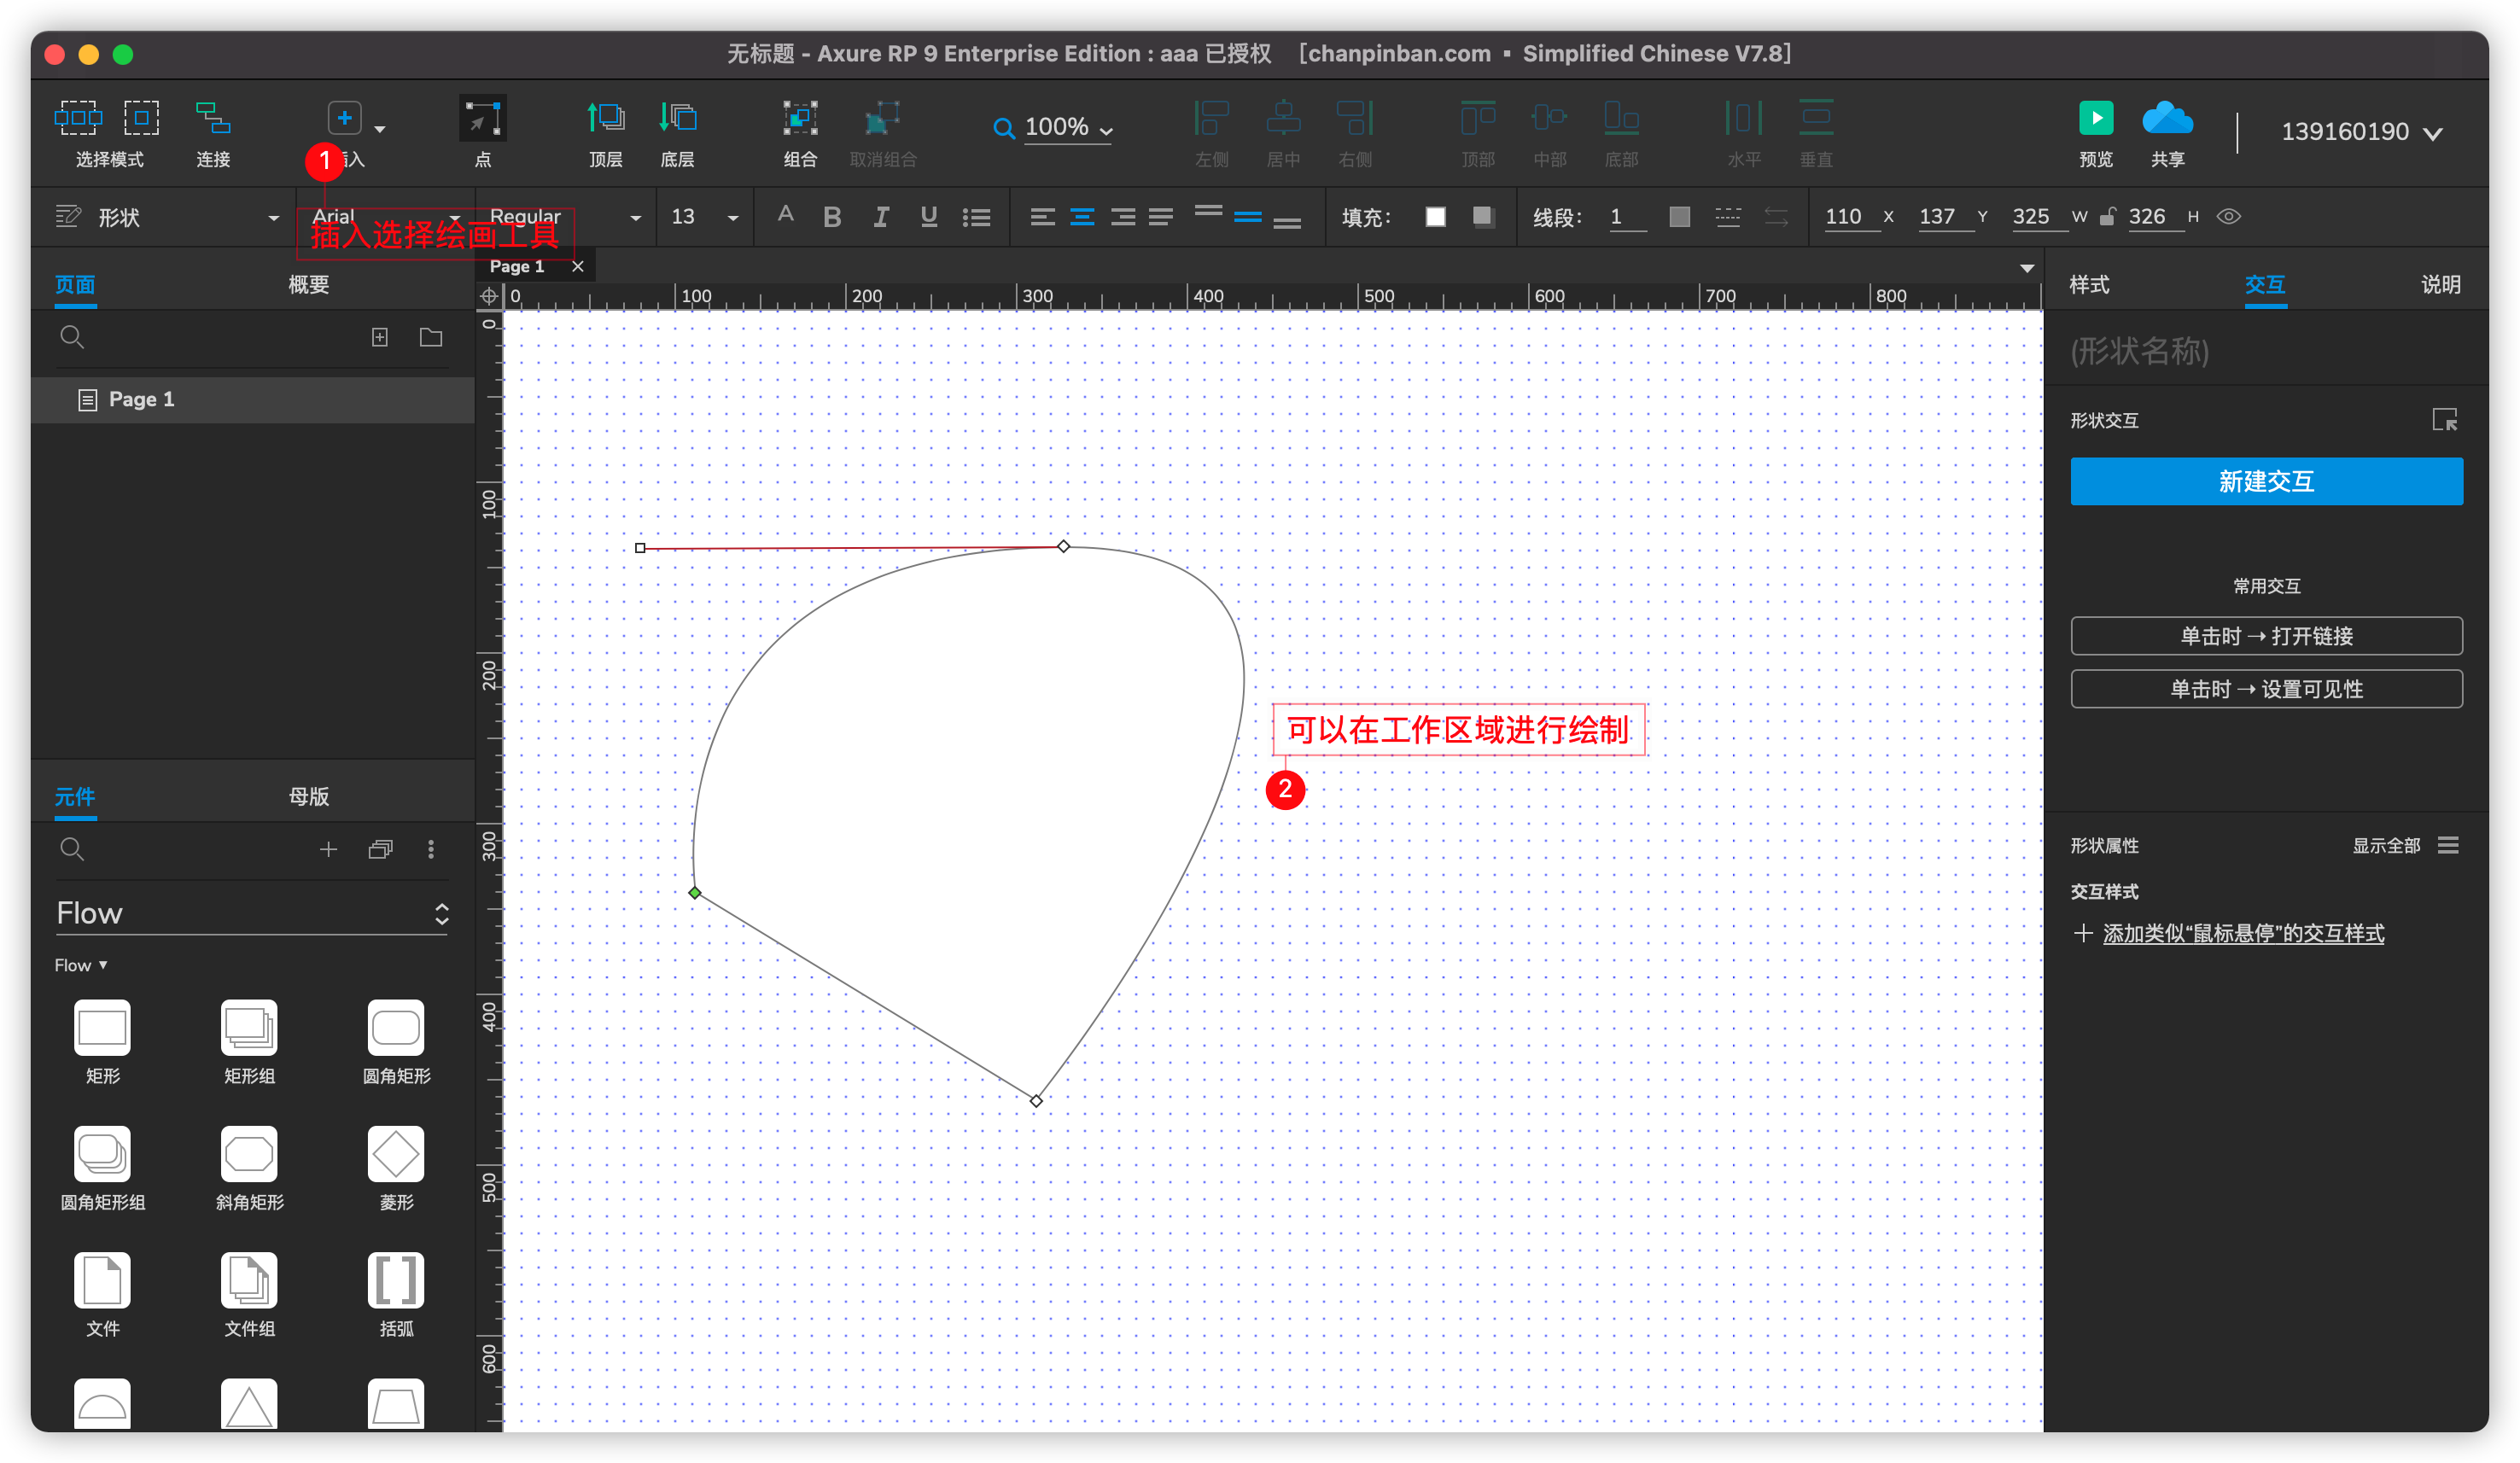 无标题 - Axure RP 9 Enterprise Edition : aaa 已授权 [chanpinban.com ▪ Simplified Chinese V7.8]
选择模式 连接 入 点 顶层 底层 组合 取消组合 100% 左侧 居中 右侧 顶部 中部 底部 水平 垂直 预览 共享 139160190
1
形状 Arial Regular 13 A B I U 填充: 线段: 1 110 X 137 Y 325 W 326 H
插入选择绘画工具
页面 概要 Page 1 × 样式 交互 说明
0 100 200 300 400 500 600 700 800
0 100 200 300 400 500 600
Page 1
(形状名称)
形状交互
新建交互
常用交互
单击时 → 打开链接
单击时 → 设置可见性
可以在工作区域进行绘制
2
元件 母版
形状属性 显示全部
交互样式
添加类似“鼠标悬停”的交互样式
Flow
Flow ▼
矩形 矩形组 圆角矩形
圆角矩形组 斜角矩形 菱形
文件 文件组 括弧